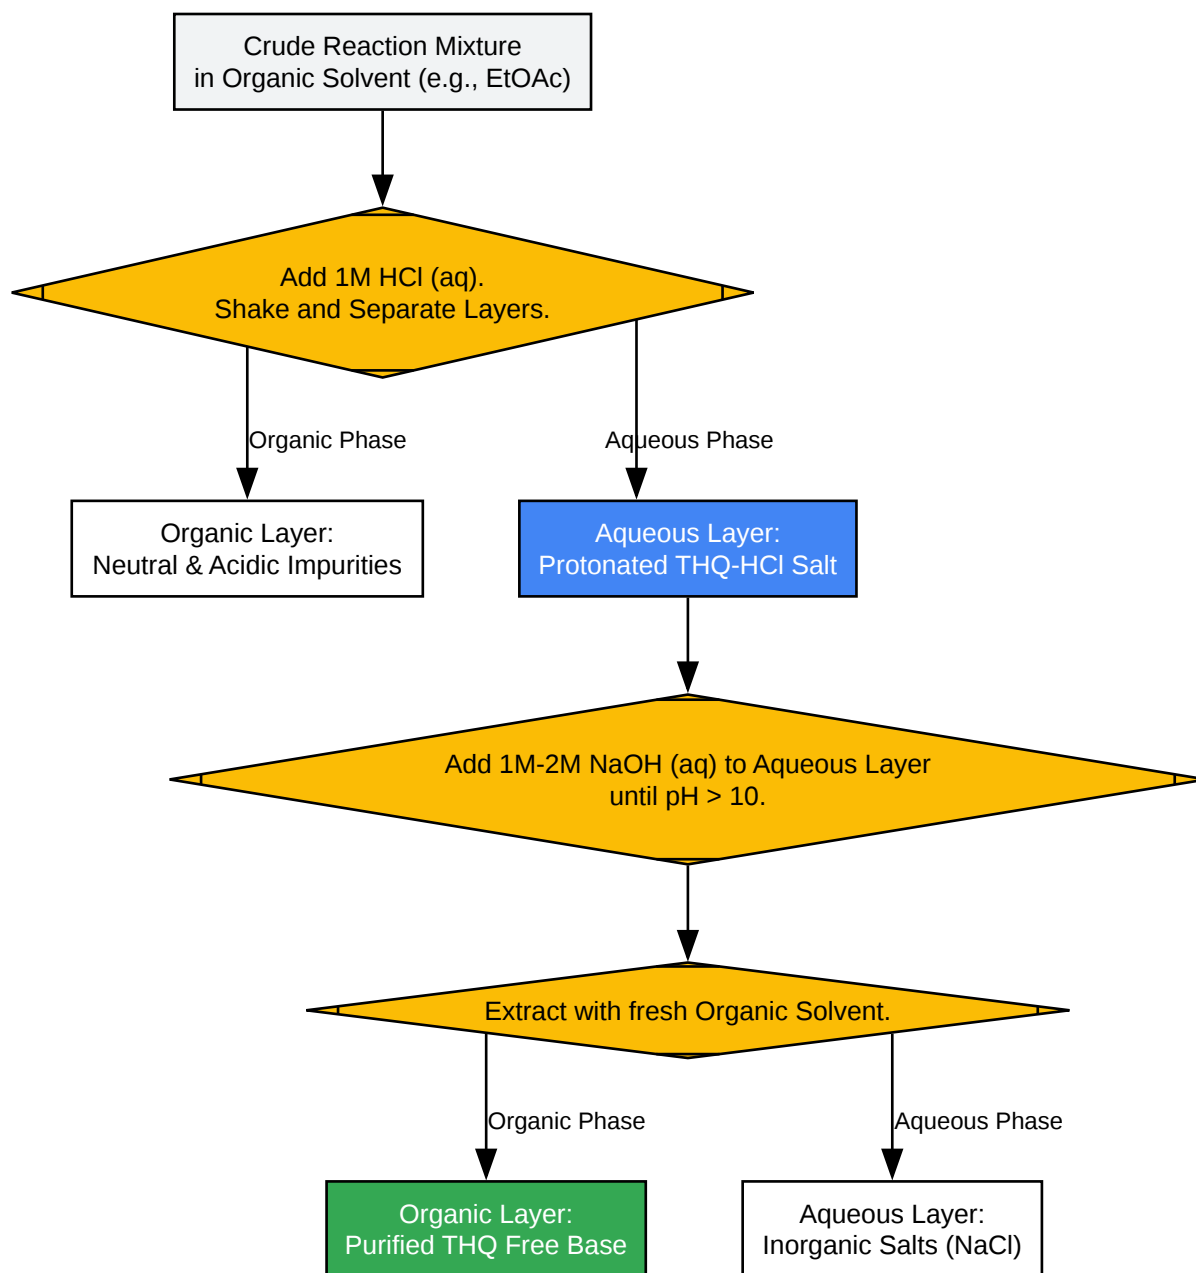 Crude Reaction Mixture
in Organic Solvent (e.g., EtOAc)
Add 1M HCl (aq).
Shake and Separate Layers.
Organic Phase
Aqueous Phase
Organic Layer:
Neutral & Acidic Impurities
Aqueous Layer:
Protonated THQ-HCl Salt
Add 1M-2M NaOH (aq) to Aqueous Layer
until pH > 10.
Extract with fresh Organic Solvent.
Organic Phase
Aqueous Phase
Organic Layer:
Purified THQ Free Base
Aqueous Layer:
Inorganic Salts (NaCl)